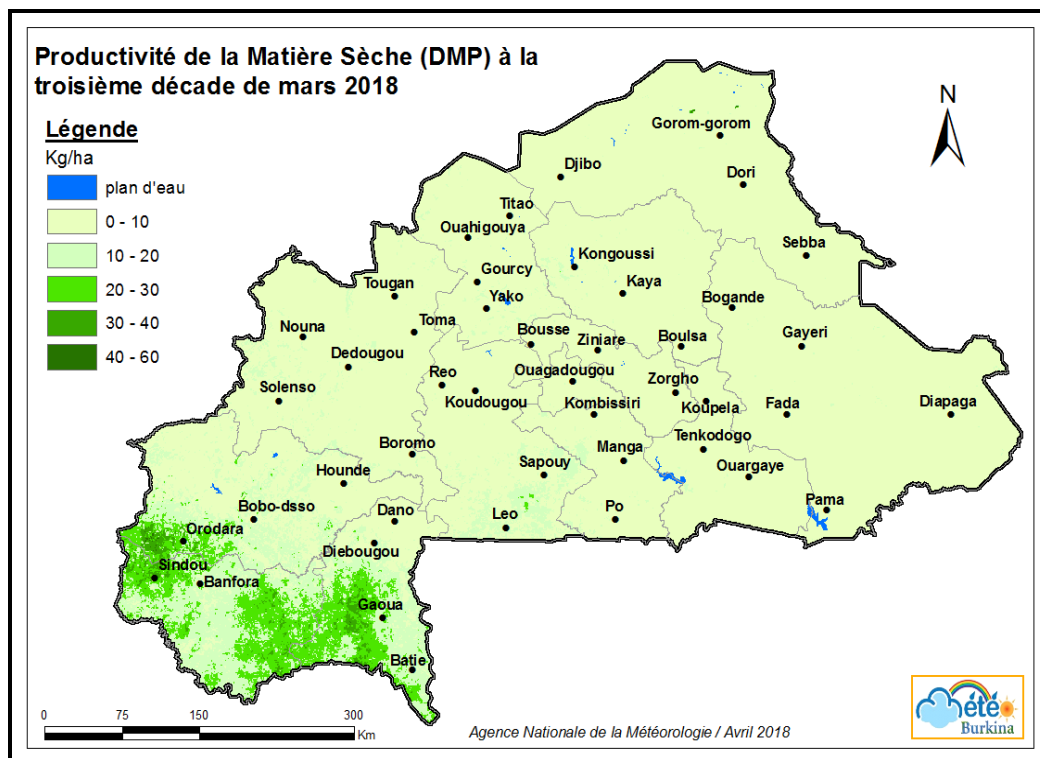 Productivité de la Matière Sèche (DMP) à la
troisième décade de mars 2018
Légende
Kg/ha
plan d'eau
0 - 10
10 - 20
20 - 30
30 - 40
40 - 60
N
Gorom-gorom
Djibo
Dori
Titao
Ouahigouya
Sebba
Kongoussi
Gourcy
Tougan
Kaya
Bogande
Yako
Toma
Nouna
Bousse
Ziniare
Boulsa
Gayeri
Dedougou
Ouagadougou
Reo
Zorgho
Solenso
Koudougou
Kombissiri
Koupela
Fada
Diapaga
Tenkodogo
Boromo
Manga
Hounde
Sapouy
Ouargaye
Pama
Bobo-dsso
Dano
Leo
Po
Orodara
Diebougou
Sindou
Banfora
Gaoua
Batie
0 75 150 300
Km
Agence Nationale de la Météorologie / Avril 2018
Météo
Burkina